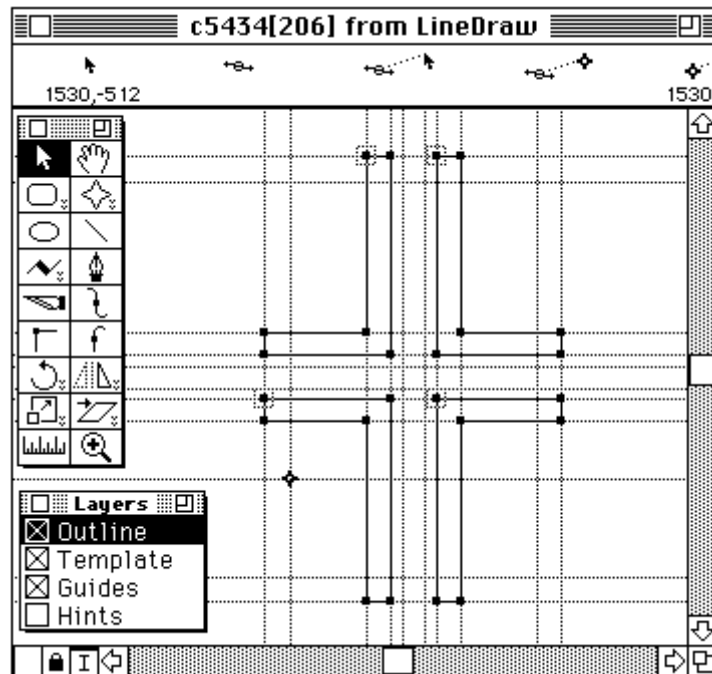 c5434[206] from LineDraw
1530,-512
1530
Layers
Outline
Template
Guides
Hints
I